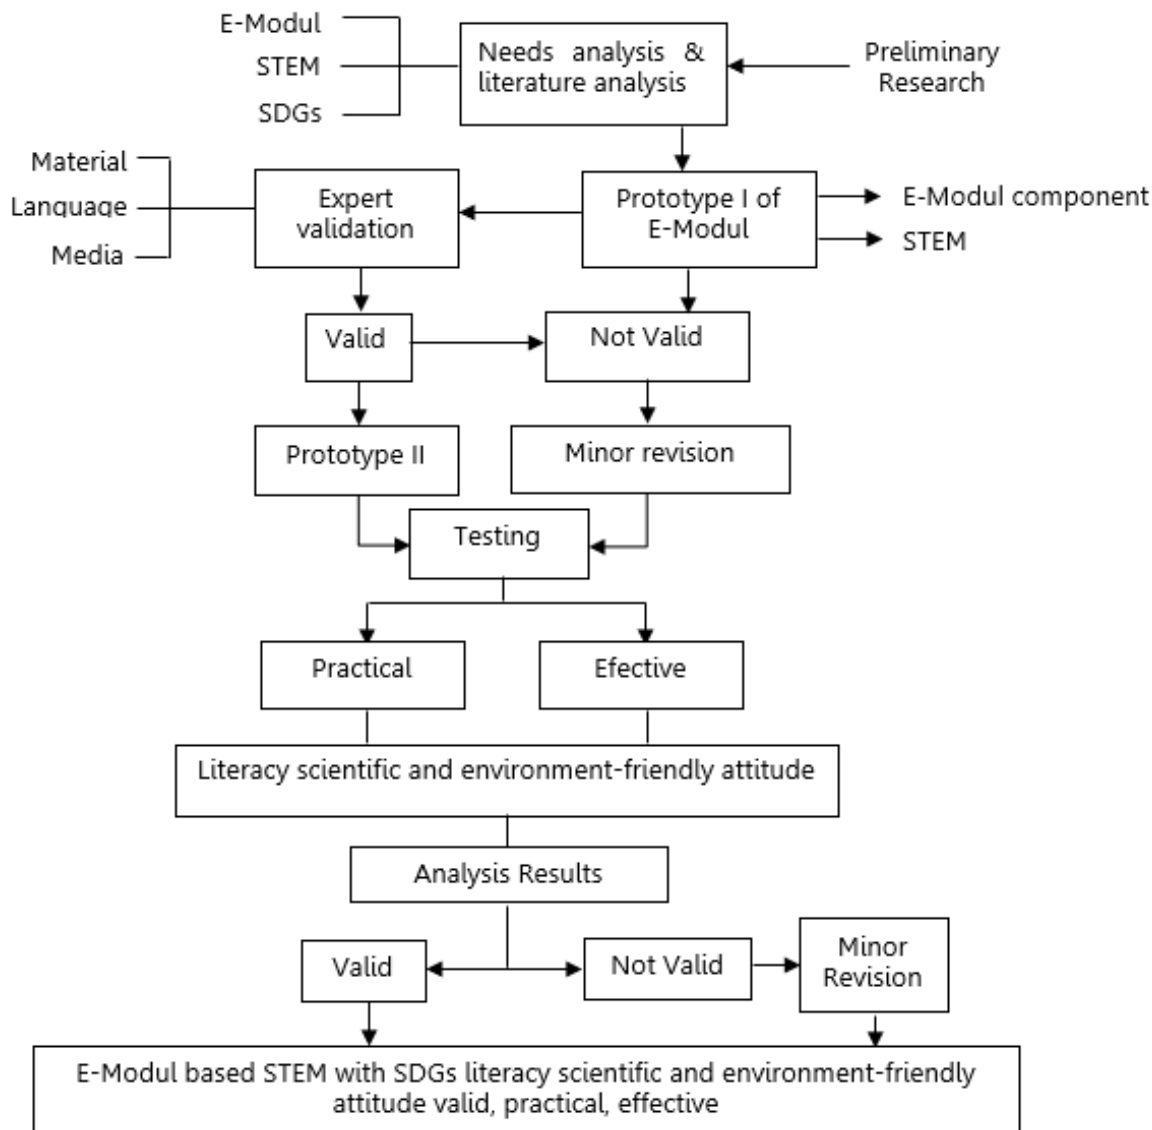 E-Modul
STEM
SDGs
Needs analysis &
literature analysis
Preliminary
Research
Material
Language
Media
Expert
validation
Prototype I of
E-Modul
E-Modul component
STEM
Valid
Not Valid
Prototype II
Minor revision
Testing
Practical
Efective
Literacy scientific and environment-friendly attitude
Analysis Results
Valid
Not Valid
Minor
Revision
E-Modul based STEM with SDGs literacy scientific and environment-friendly
attitude valid, practical, effective